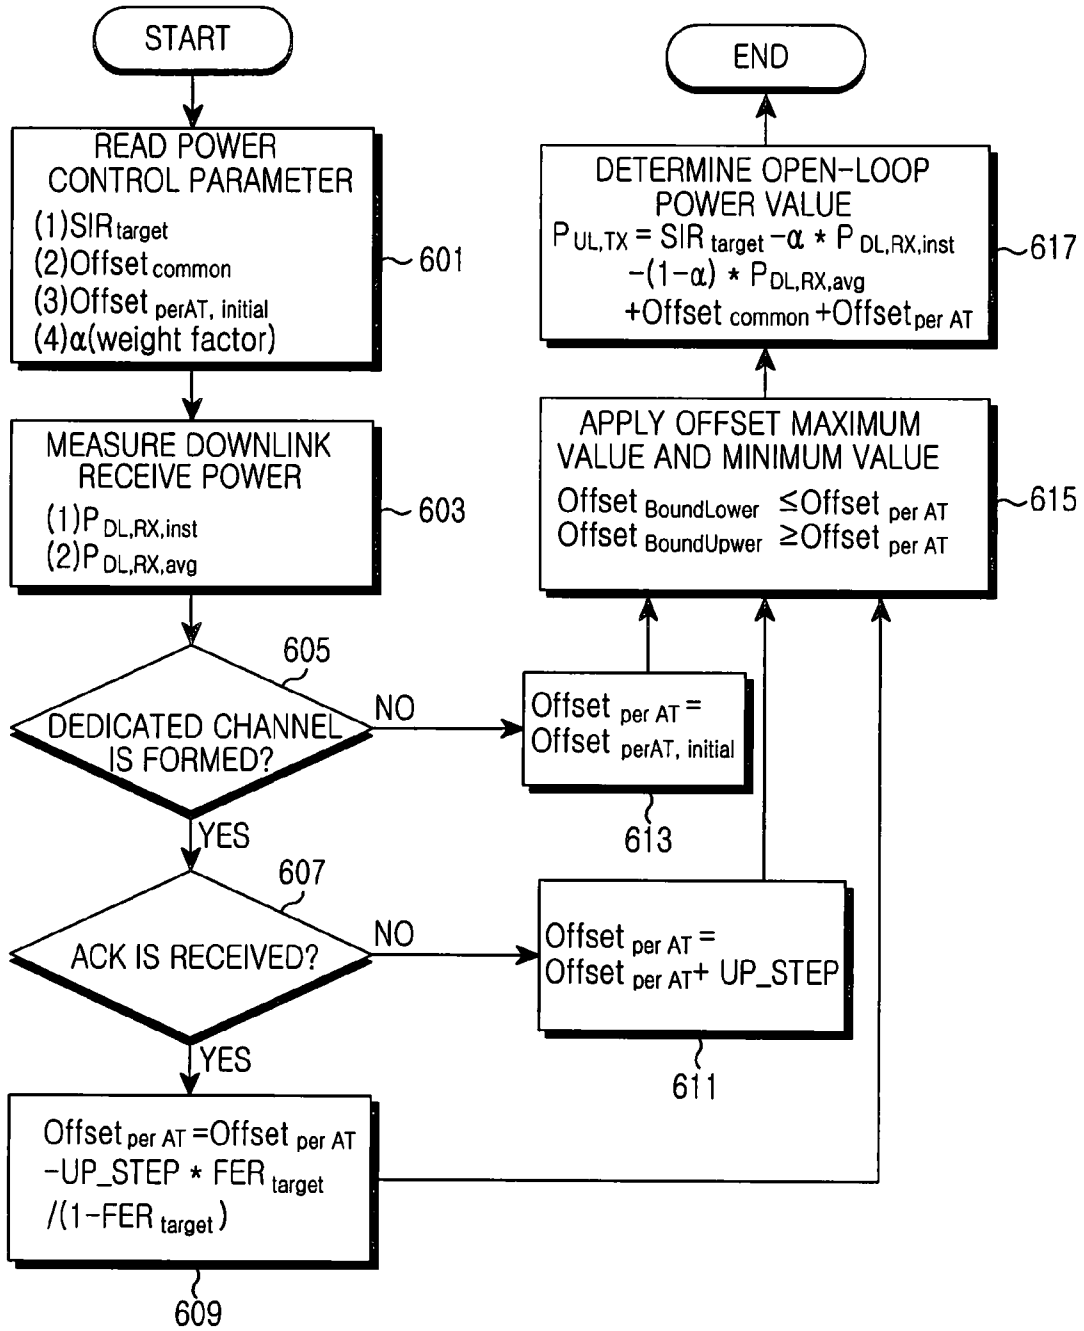 START
READ POWER
CONTROL PARAMETER
(1)SIR target
(2)Offset common
(3)Offset perAT, initial
(4)α(weight factor)
601
MEASURE DOWNLINK
RECEIVE POWER
(1)P DL,RX,inst
(2)P DL,RX,avg
603
605
DEDICATED CHANNEL
IS FORMED?
NO
YES
607
ACK IS RECEIVED?
NO
YES
Offset per AT =Offset per AT
-UP_STEP * FER target
/(1-FER target)
609
Offset per AT =
Offset per AT+ UP_STEP
611
Offset per AT =
Offset perAT, initial
613
APPLY OFFSET MAXIMUM
VALUE AND MINIMUM VALUE
Offset BoundLower ≤Offset per AT
Offset BoundUpwer ≥Offset per AT
615
DETERMINE OPEN-LOOP
POWER VALUE
P UL,TX = SIR target -α * P DL,RX,inst
-(1-α) * P DL,RX,avg
+Offset common +Offset per AT
617
END